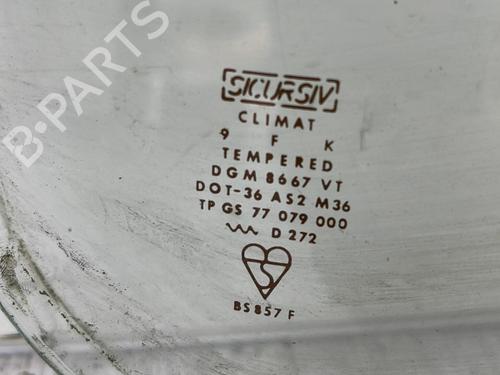 B-PARTS
SICURSIV
CLIMAT
9 F K
TEMPERED
DGM 8667 VT
DOT-36 AS2 M36
TP GS 77 079 000
D 272
BS 857 F